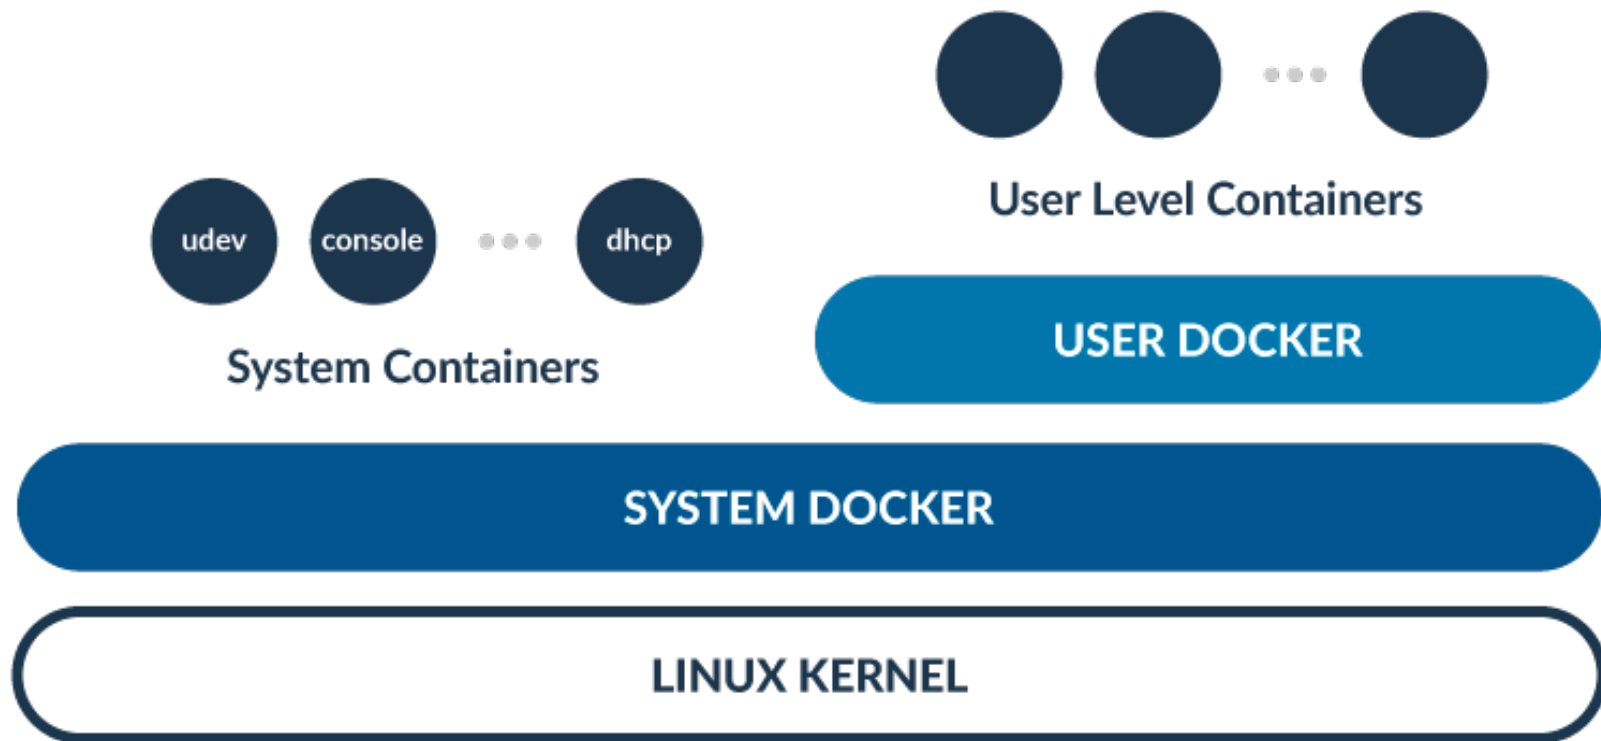 User Level Containers
udev console dhcp
System Containers
USER DOCKER
SYSTEM DOCKER
LINUX KERNEL